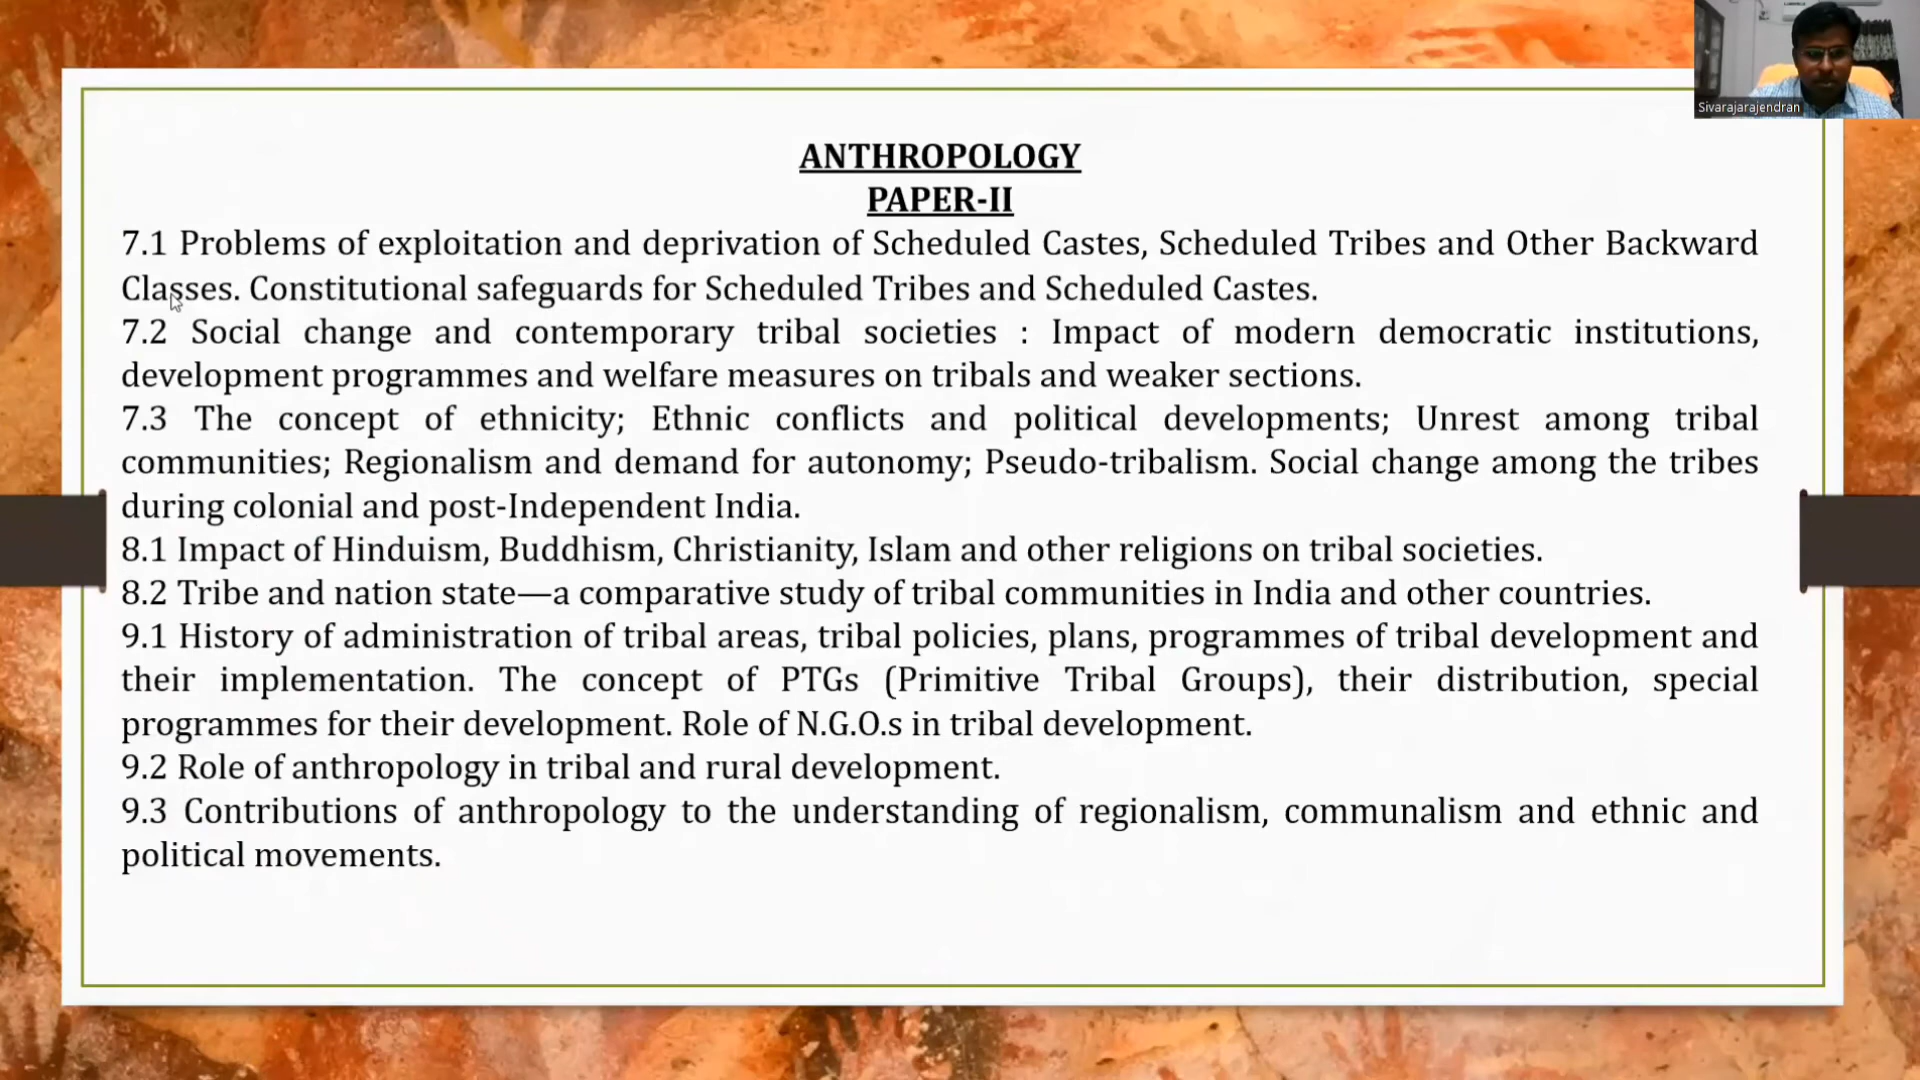 Sivarajarajendran
ANTHROPOLOGY
PAPER-II
7.1 Problems of exploitation and deprivation of Scheduled Castes, Scheduled Tribes and Other Backward
Classes. Constitutional safeguards for Scheduled Tribes and Scheduled Castes.
7.2 Social change and contemporary tribal societies : Impact of modern democratic institutions,
development programmes and welfare measures on tribals and weaker sections.
7.3 The concept of ethnicity; Ethnic conflicts and political developments; Unrest among tribal
communities; Regionalism and demand for autonomy; Pseudo-tribalism. Social change among the tribes
during colonial and post-Independent India.
8.1 Impact of Hinduism, Buddhism, Christianity, Islam and other religions on tribal societies.
8.2 Tribe and nation state—a comparative study of tribal communities in India and other countries.
9.1 History of administration of tribal areas, tribal policies, plans, programmes of tribal development and
their implementation. The concept of PTGs (Primitive Tribal Groups), their distribution, special
programmes for their development. Role of N.G.O.s in tribal development.
9.2 Role of anthropology in tribal and rural development.
9.3 Contributions of anthropology to the understanding of regionalism, communalism and ethnic and
political movements.